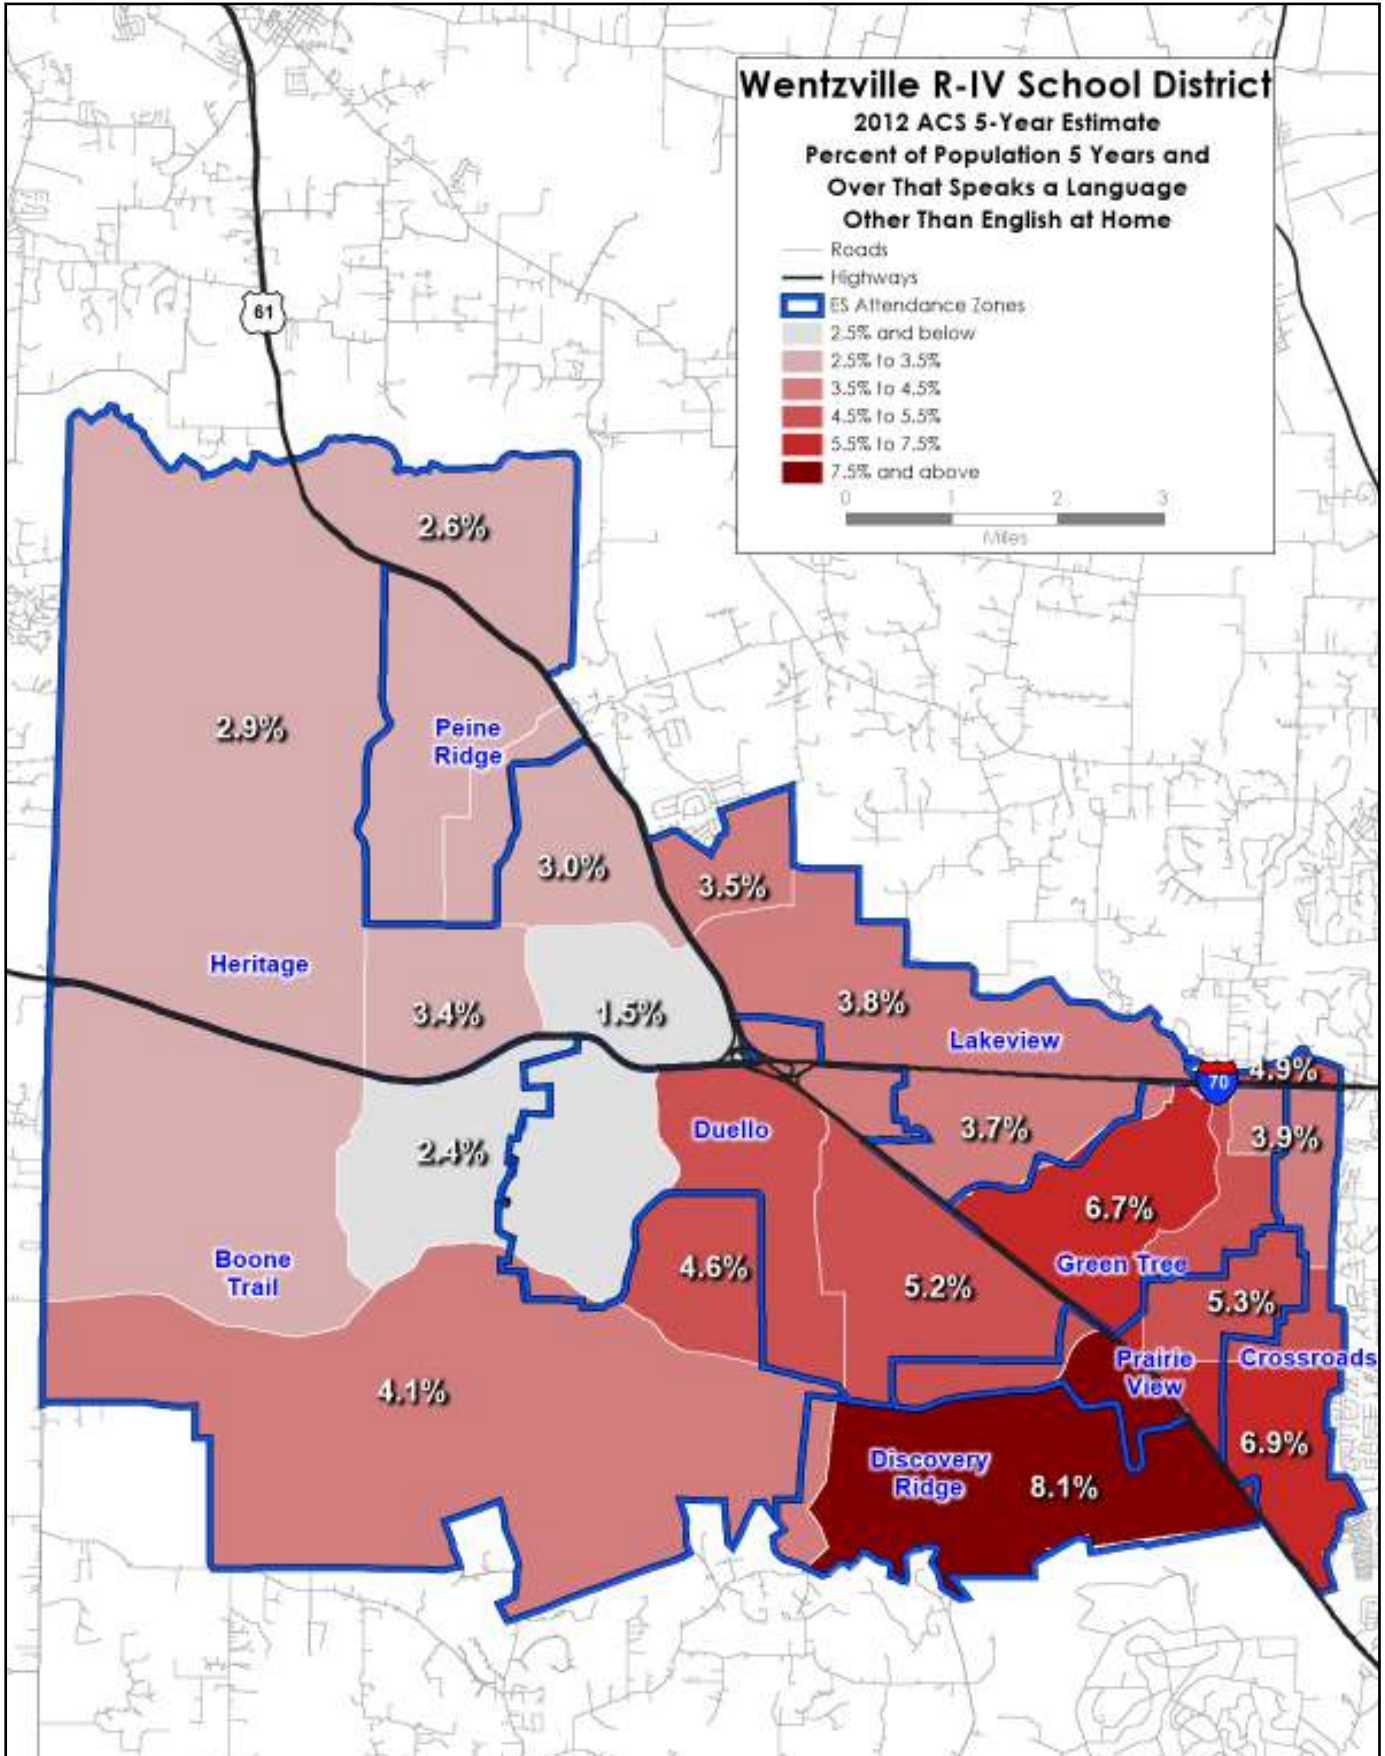 Wentzville R-IV School District
2012 ACS 5-Year Estimate
Percent of Population 5 Years and
Over That Speaks a Language
Other Than English at Home
Roads
Highways
ES Attendance Zones
2.5% and below
2.5% to 3.5%
3.5% to 4.5%
4.5% to 5.5%
5.5% to 7.5%
7.5% and above
0 1 2 3
Miles
61
2.6%
2.9%
Peine
Ridge
3.0%
3.5%
Heritage
3.4%
1.5%
3.8%
Lakeview
4.9%
70
Duello
3.7%
3.9%
2.4%
6.7%
Boone
Trail
4.6%
Green Tree
5.2%
5.3%
Prairie
View
Crossroads
4.1%
6.9%
Discovery
Ridge
8.1%